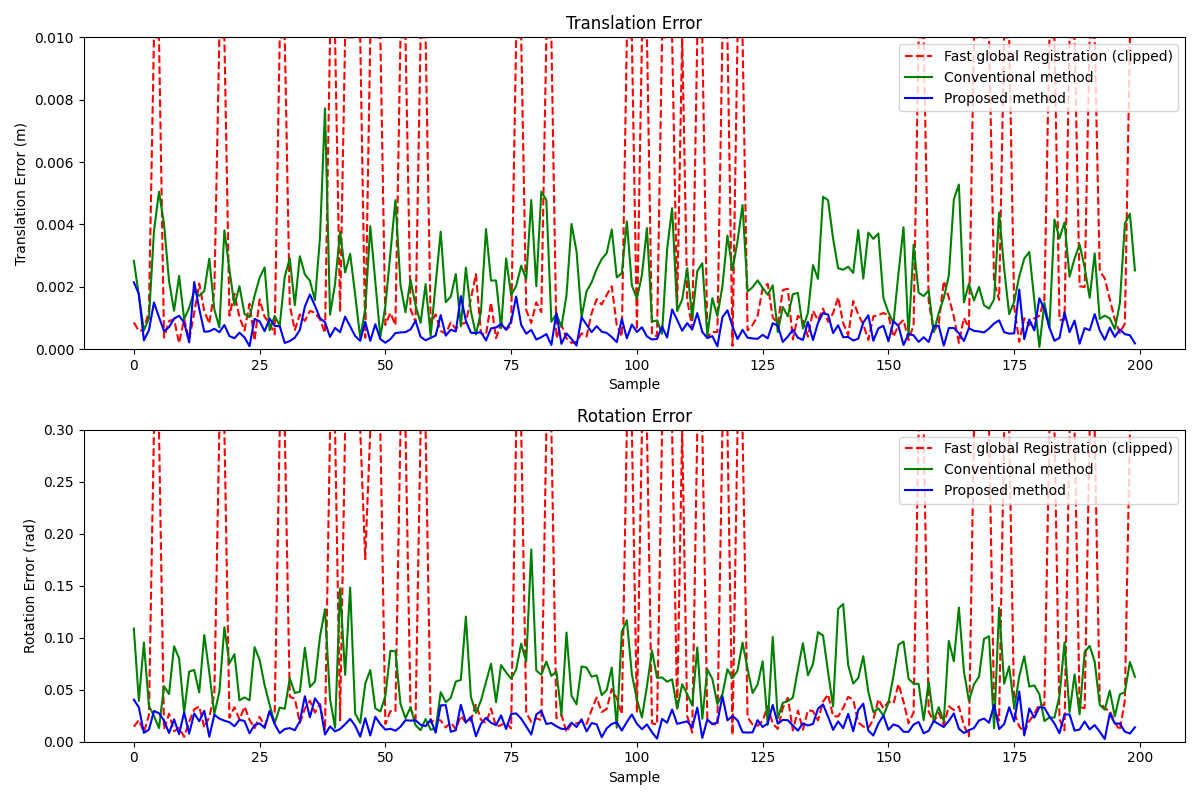 Translation Error
0.010
0.008
0.006
0.004
0.002
0.000
Translation Error (m)
Fast global Registration (clipped)
Conventional method
Proposed method
0 25 50 75 100 125 150 175 200
Sample
Rotation Error
0.30
0.25
0.20
0.15
0.10
0.05
0.00
Rotation Error (rad)
Fast global Registration (clipped)
Conventional method
Proposed method
0 25 50 75 100 125 150 175 200
Sample